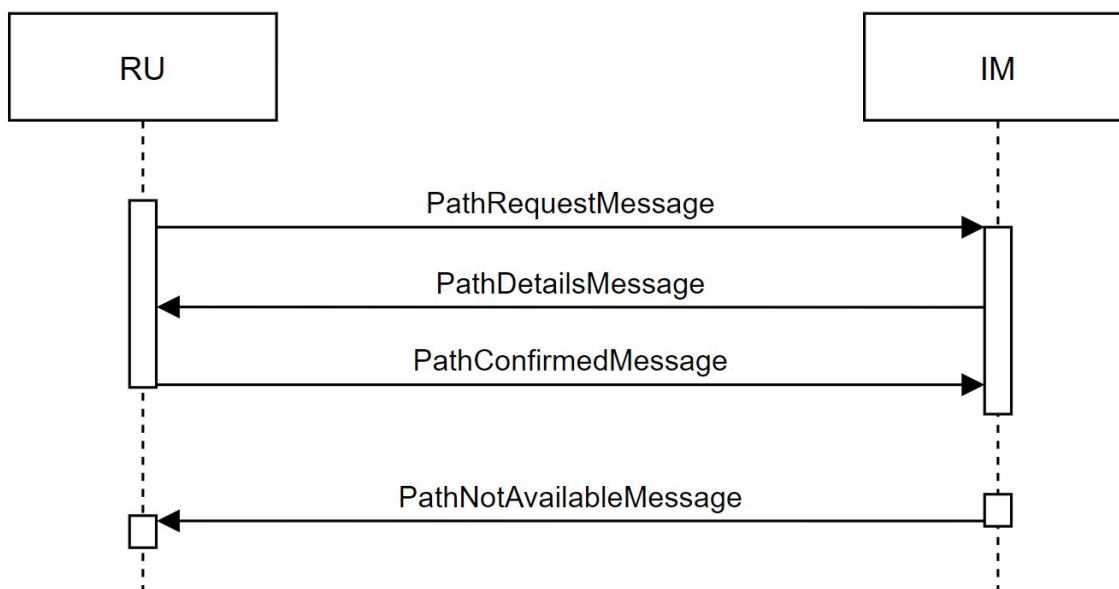 RU
IM
PathRequestMessage
PathDetailsMessage
PathConfirmedMessage
PathNotAvailableMessage